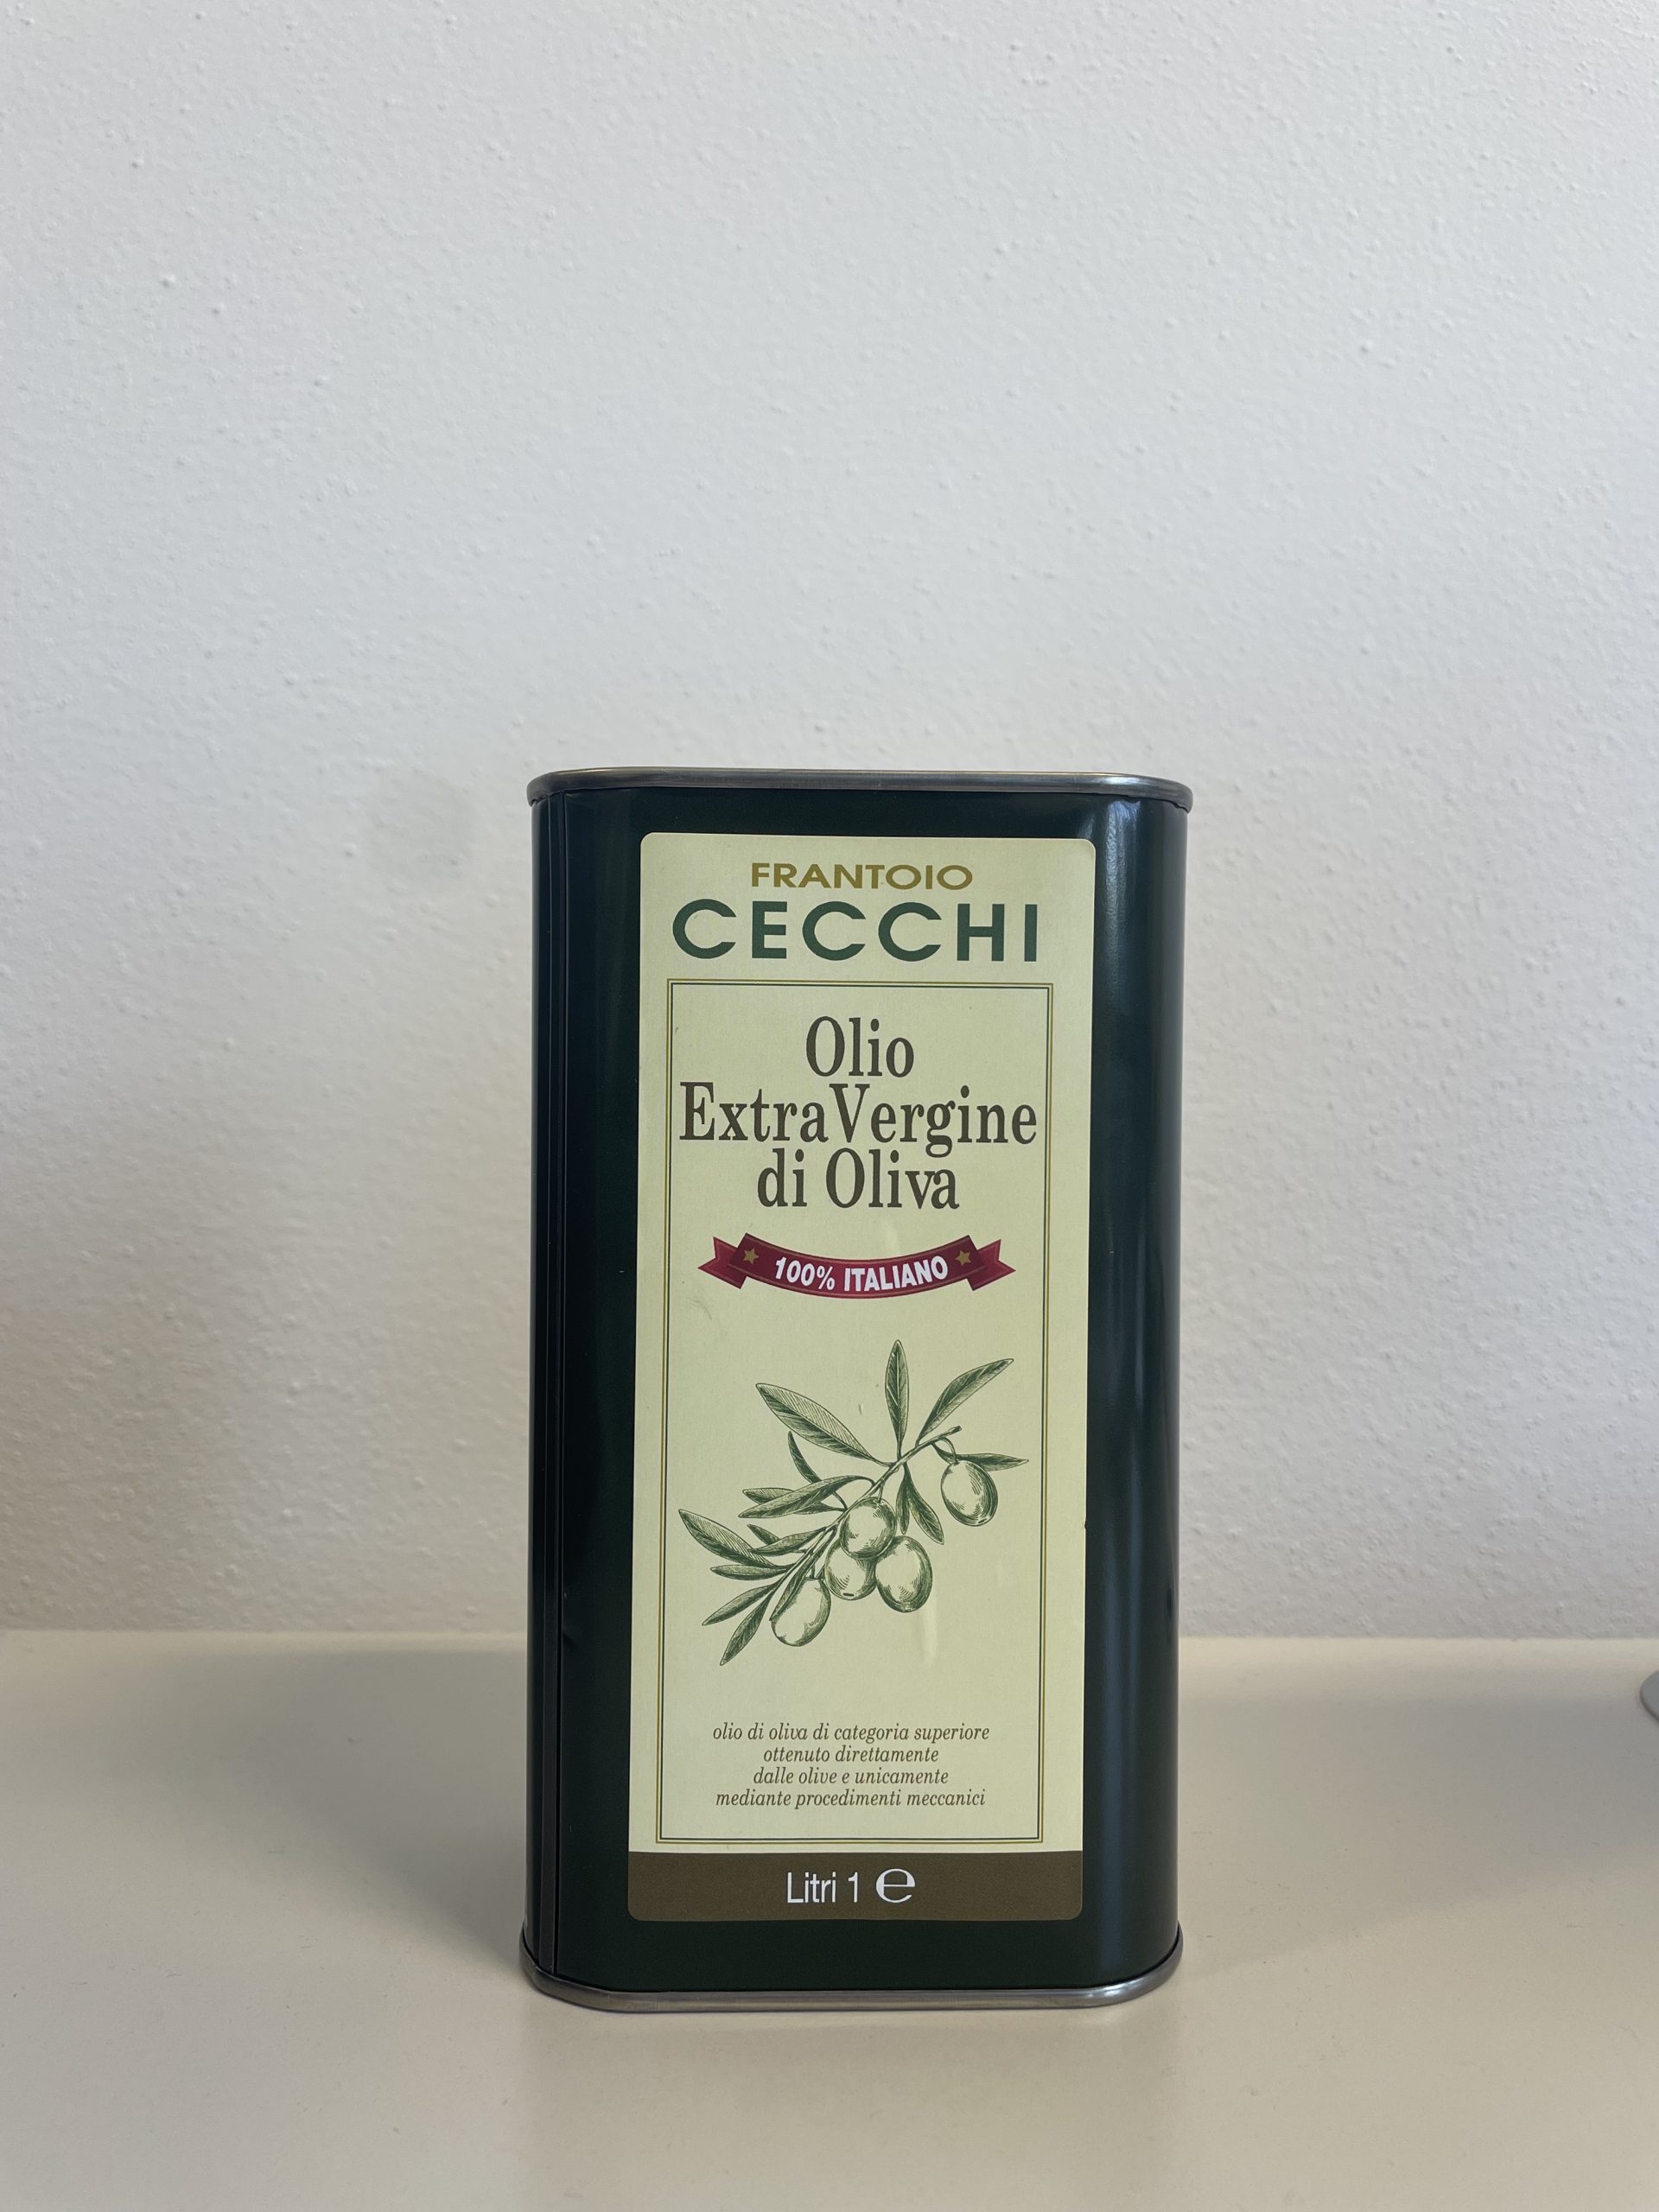 FRANTOIO
CECCHI
Olio
ExtraVergine
di Oliva
100% ITALIANO
olio di oliva di categoria superiore
ottenuto direttamente
dalle olive e unicamente
mediante procedimenti meccanici
Litri 1 ℮